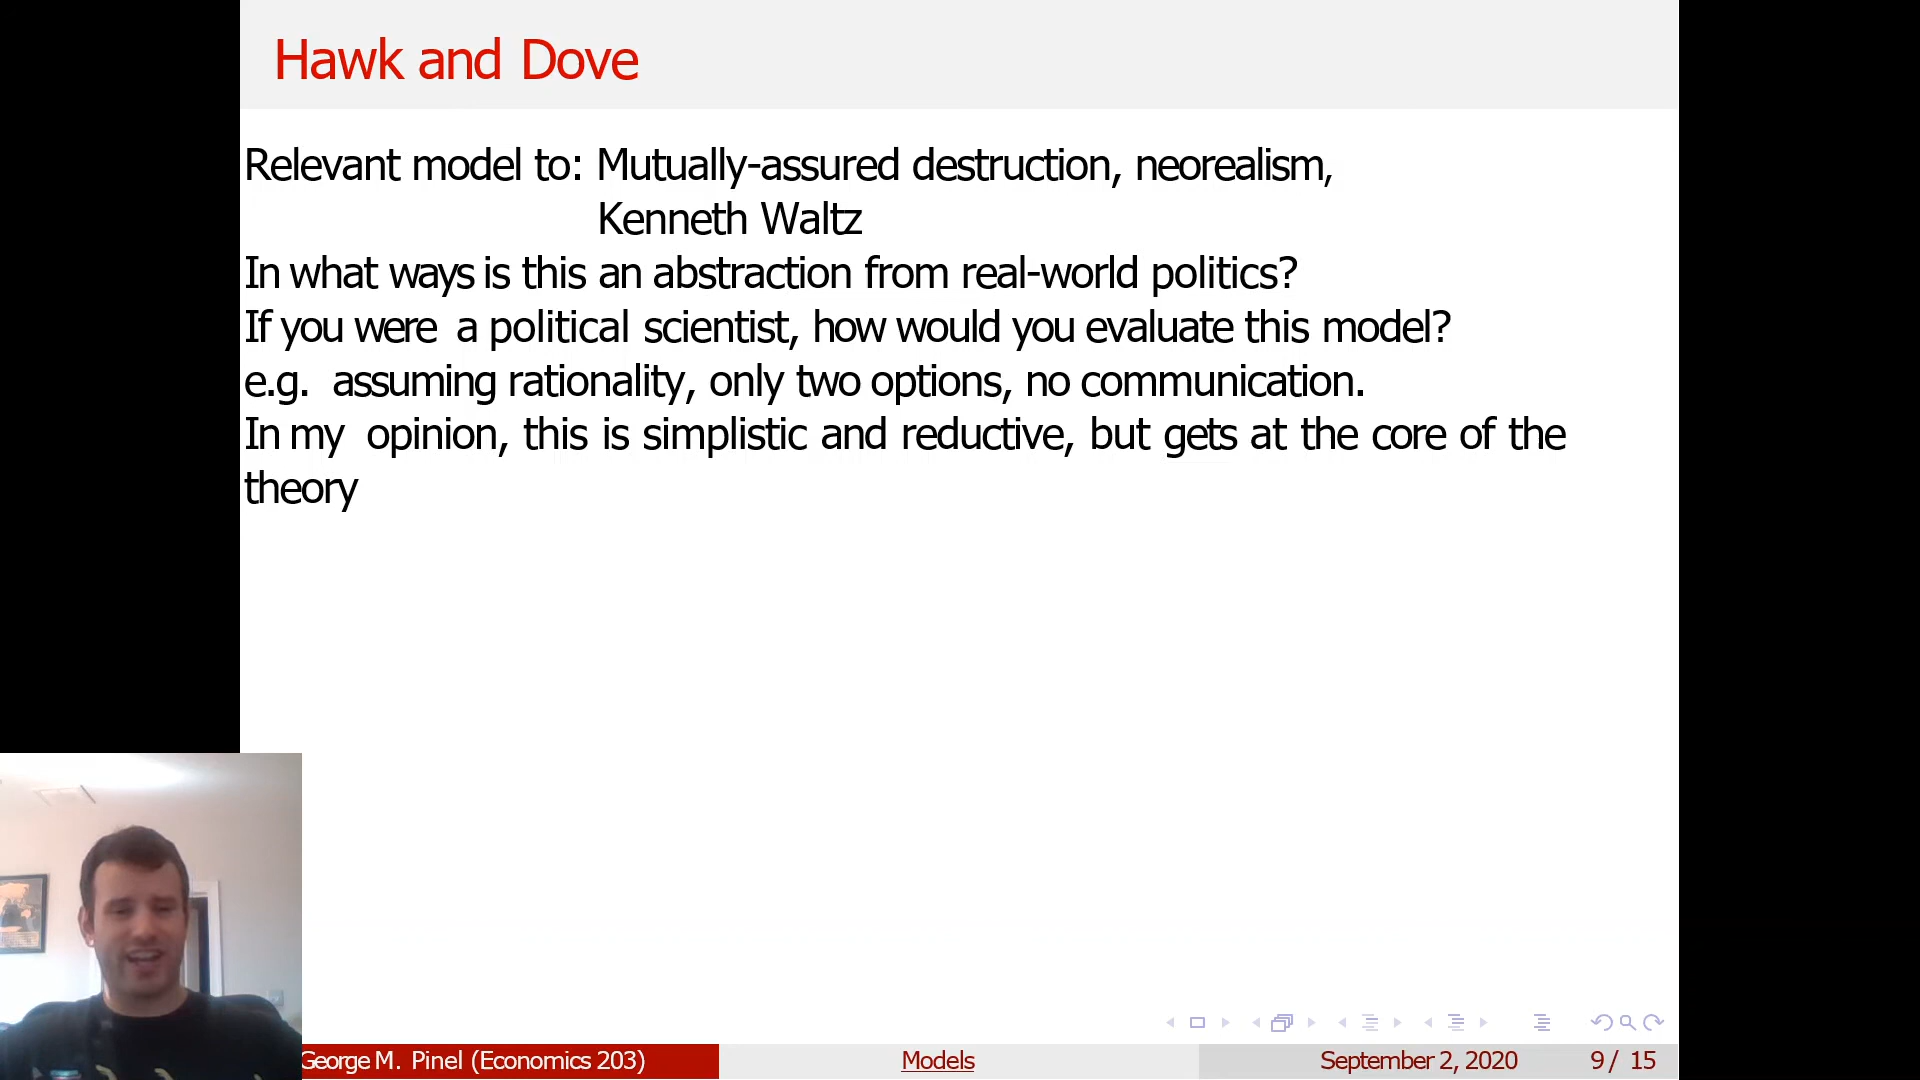 Hawk and Dove
Relevant model to: Mutually-assured destruction, neorealism,
Kenneth Waltz
In what ways is this an abstraction from real-world politics?
If you were a political scientist, how would you evaluate this model?
e.g. assuming rationality, only two options, no communication.
In my opinion, this is simplistic and reductive, but gets at the core of the
theory
George M. Pinel (Economics 203)
Models
September 2, 2020
9 / 15